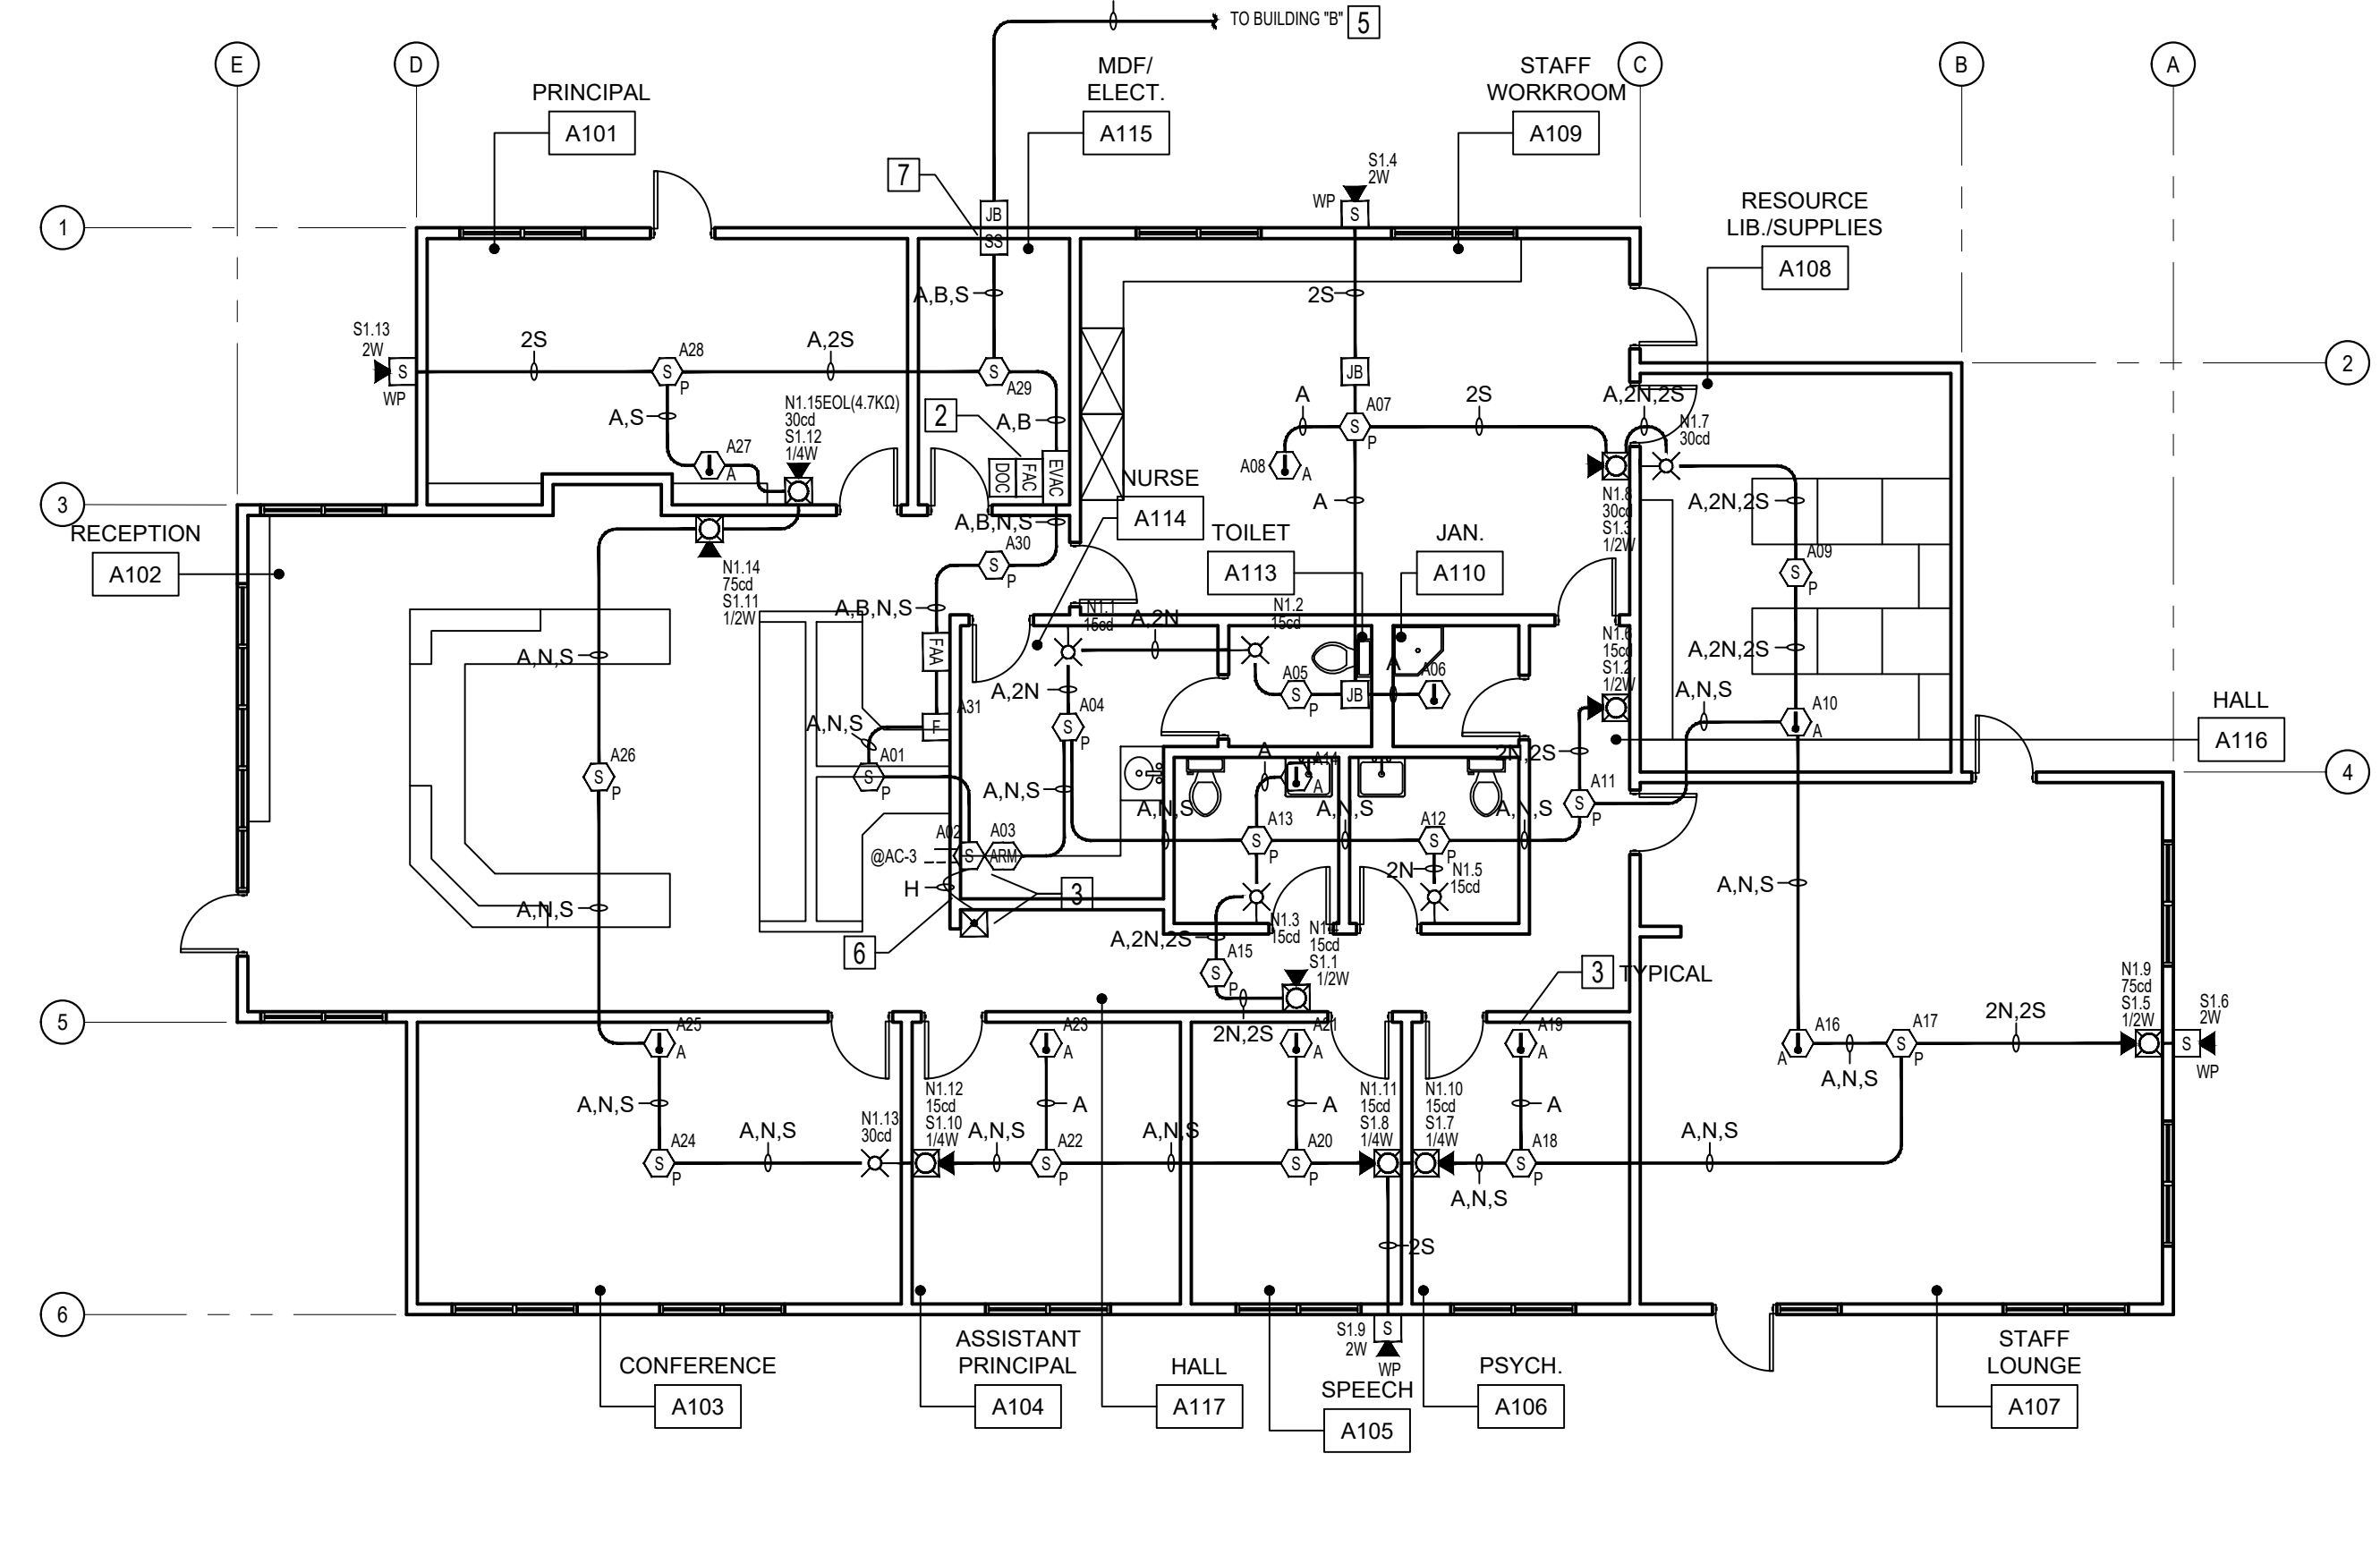 TO BUILDING "B" 5
E
D
C
B
A
PRINCIPAL
A101
MDF/
ELECT.
A115
STAFF
WORKROOM
A109
7
JB
SS
S1.4
2W
WP
S
RESOURCE
LIB./SUPPLIES
A108
1
A,B,S
2S
S1.13
2W
S
WP
2S
A28
S
P
A,2S
S
A29
JB
2
A,S
N1.15EOL(4.7KΩ)
30cd
S1.12
1/4W
A27
A
2
A,B
DOC
FAC
EVAC
A
A07
S
P
2S
A08
A
A,2N,2S
N1.7
30cd
N1.8
30cd
S1.3
1/2W
A,2N,2S
A09
S
P
3
RECEPTION
A102
NURSE
A114
A,B,N,S
A30
S
P
A
TOILET
A113
JAN.
A110
N1.14
75cd
S1.11
1/2W
A,B,N,S
FAA
N1.1
15cd
A,2N
N1.2
15cd
N1.6
15cd
S1.2
1/2W
A,2N,2S
A,N,S
A,2N
A05
S
P
JB
A
A06
A,N,S
A10
A
HALL
A116
A31
F
A,N,S
A01
S
P
A04
S
P
A26
S
P
A,N,S
A
A14
A
2N,2S
A11
S
P
4
A,N,S
A,N,S
A,N,S
A13
S
P
A12
S
P
A02
S
A03
ARM
@AC-3
H
3
6
2N
N1.5
15cd
A,N,S
A,N,S
N1.3
15cd
15cd
S1.1
1/2W
A,2N,2S
A15
S
P
2N,2S
3 TYPICAL
5
A25
A
A23
A
A21
A
A19
A
A16
A
A,N,S
A17
S
P
2N,2S
N1.9
75cd
S1.5
1/2W
S1.6
2W
S
WP
A,N,S
A24
S
P
A,N,S
N1.13
30cd
N1.12
15cd
S1.10
1/4W
A,N,S
A
A22
S
P
A,N,S
A
A20
S
P
N1.11
15cd
S1.8
1/4W
N1.10
15cd
S1.7
1/4W
A,N,S
A
A18
S
P
A,N,S
2S
6
S1.9
2W
S
WP
CONFERENCE
A103
ASSISTANT
PRINCIPAL
A104
HALL
A117
SPEECH
A105
PSYCH.
A106
STAFF
LOUNGE
A107